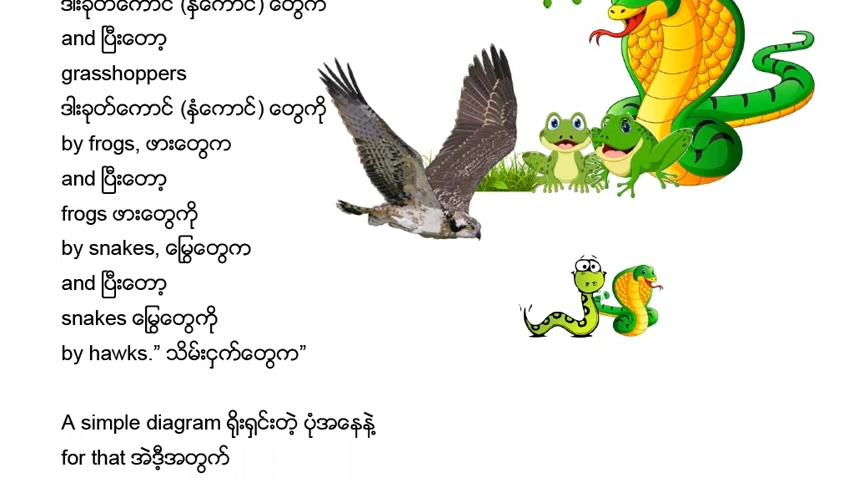 ဒါးခုတ်ကောင် (နှံကောင်) တွေက
and ပြီးတော့
grasshoppers
ဒါးခုတ်ကောင် (နှံကောင်) တွေကို
by frogs, ဖားတွေက
and ပြီးတော့
frogs ဖားတွေကို
by snakes, မြွေတွေက
and ပြီးတော့
snakes မြွေတွေကို
by hawks.” သိမ်းငှက်တွေက”
A simple diagram ရိုးရှင်းတဲ့ ပုံအနေနဲ့
for that အဲဒီ့အတွက်